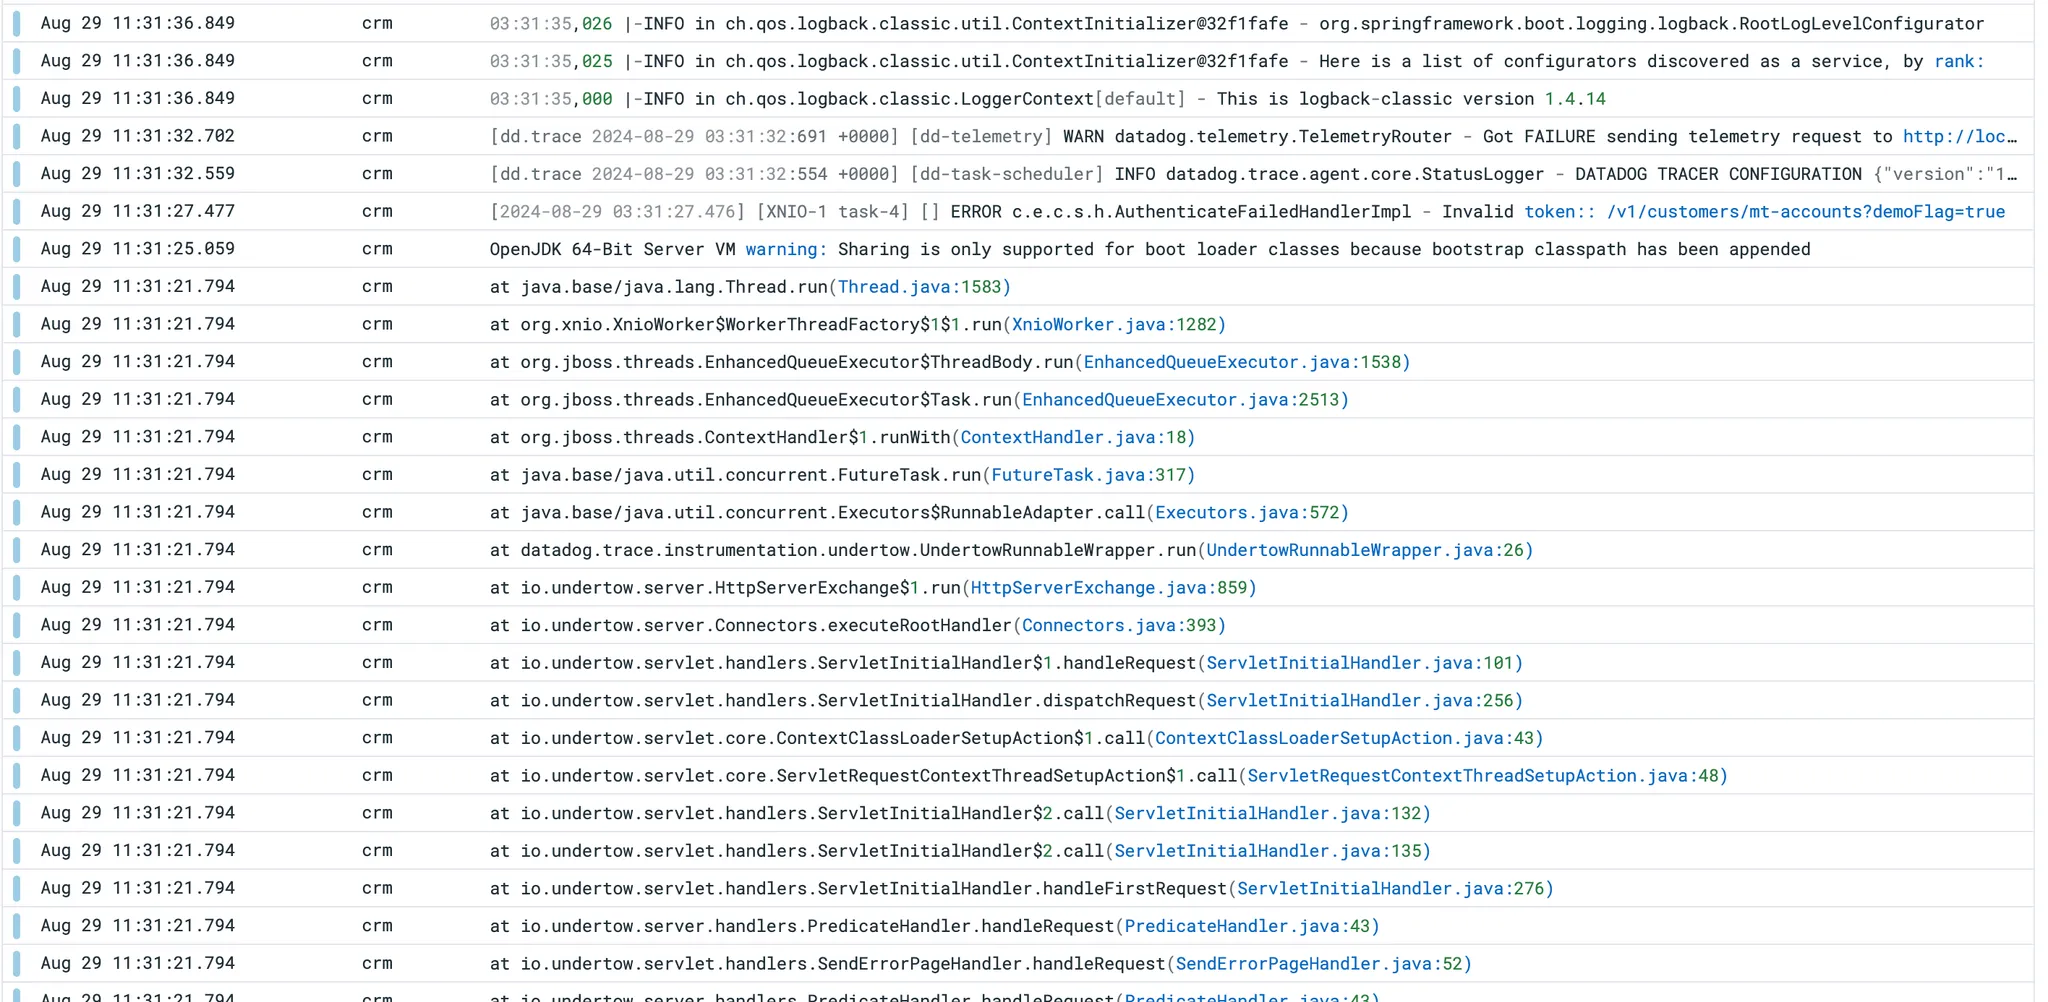 Aug 29 11:31:36.849 crm 03:31:35,026 |-INFO in ch.qos.logback.classic.util.ContextInitializer@32f1fafe - org.springframework.boot.logging.logback.RootLogLevelConfigurator
Aug 29 11:31:36.849 crm 03:31:35,025 |-INFO in ch.qos.logback.classic.util.ContextInitializer@32f1fafe - Here is a list of configurators discovered as a service, by rank:
Aug 29 11:31:36.849 crm 03:31:35,000 |-INFO in ch.qos.logback.classic.LoggerContext[default] - This is logback-classic version 1.4.14
Aug 29 11:31:32.702 crm [dd.trace 2024-08-29 03:31:32:691 +0000] [dd-telemetry] WARN datadog.telemetry.TelemetryRouter - Got FAILURE sending telemetry request to http://loc…
Aug 29 11:31:32.559 crm [dd.trace 2024-08-29 03:31:32:554 +0000] [dd-task-scheduler] INFO datadog.trace.agent.core.StatusLogger - DATADOG TRACER CONFIGURATION {"version":"1…
Aug 29 11:31:27.477 crm [2024-08-29 03:31:27.476] [XNIO-1 task-4] [] ERROR c.e.c.s.h.AuthenticateFailedHandlerImpl - Invalid token:: /v1/customers/mt-accounts?demoFlag=true
Aug 29 11:31:25.059 crm OpenJDK 64-Bit Server VM warning: Sharing is only supported for boot loader classes because bootstrap classpath has been appended
Aug 29 11:31:21.794 crm at java.base/java.lang.Thread.run(Thread.java:1583)
Aug 29 11:31:21.794 crm at org.xnio.XnioWorker$WorkerThreadFactory$1$1.run(XnioWorker.java:1282)
Aug 29 11:31:21.794 crm at org.jboss.threads.EnhancedQueueExecutor$ThreadBody.run(EnhancedQueueExecutor.java:1538)
Aug 29 11:31:21.794 crm at org.jboss.threads.EnhancedQueueExecutor$Task.run(EnhancedQueueExecutor.java:2513)
Aug 29 11:31:21.794 crm at org.jboss.threads.ContextHandler$1.runWith(ContextHandler.java:18)
Aug 29 11:31:21.794 crm at java.base/java.util.concurrent.FutureTask.run(FutureTask.java:317)
Aug 29 11:31:21.794 crm at java.base/java.util.concurrent.Executors$RunnableAdapter.call(Executors.java:572)
Aug 29 11:31:21.794 crm at datadog.trace.instrumentation.undertow.UndertowRunnableWrapper.run(UndertowRunnableWrapper.java:26)
Aug 29 11:31:21.794 crm at io.undertow.server.HttpServerExchange$1.run(HttpServerExchange.java:859)
Aug 29 11:31:21.794 crm at io.undertow.server.Connectors.executeRootHandler(Connectors.java:393)
Aug 29 11:31:21.794 crm at io.undertow.servlet.handlers.ServletInitialHandler$1.handleRequest(ServletInitialHandler.java:101)
Aug 29 11:31:21.794 crm at io.undertow.servlet.handlers.ServletInitialHandler.dispatchRequest(ServletInitialHandler.java:256)
Aug 29 11:31:21.794 crm at io.undertow.servlet.core.ContextClassLoaderSetupAction$1.call(ContextClassLoaderSetupAction.java:43)
Aug 29 11:31:21.794 crm at io.undertow.servlet.core.ServletRequestContextThreadSetupAction$1.call(ServletRequestContextThreadSetupAction.java:48)
Aug 29 11:31:21.794 crm at io.undertow.servlet.handlers.ServletInitialHandler$2.call(ServletInitialHandler.java:132)
Aug 29 11:31:21.794 crm at io.undertow.servlet.handlers.ServletInitialHandler$2.call(ServletInitialHandler.java:135)
Aug 29 11:31:21.794 crm at io.undertow.servlet.handlers.ServletInitialHandler.handleFirstRequest(ServletInitialHandler.java:276)
Aug 29 11:31:21.794 crm at io.undertow.server.handlers.PredicateHandler.handleRequest(PredicateHandler.java:43)
Aug 29 11:31:21.794 crm at io.undertow.servlet.handlers.SendErrorPageHandler.handleRequest(SendErrorPageHandler.java:52)
Aug 29 11:31:21.794 crm at io.undertow.server.handlers.PredicateHandler.handleRequest(PredicateHandler.java:43)